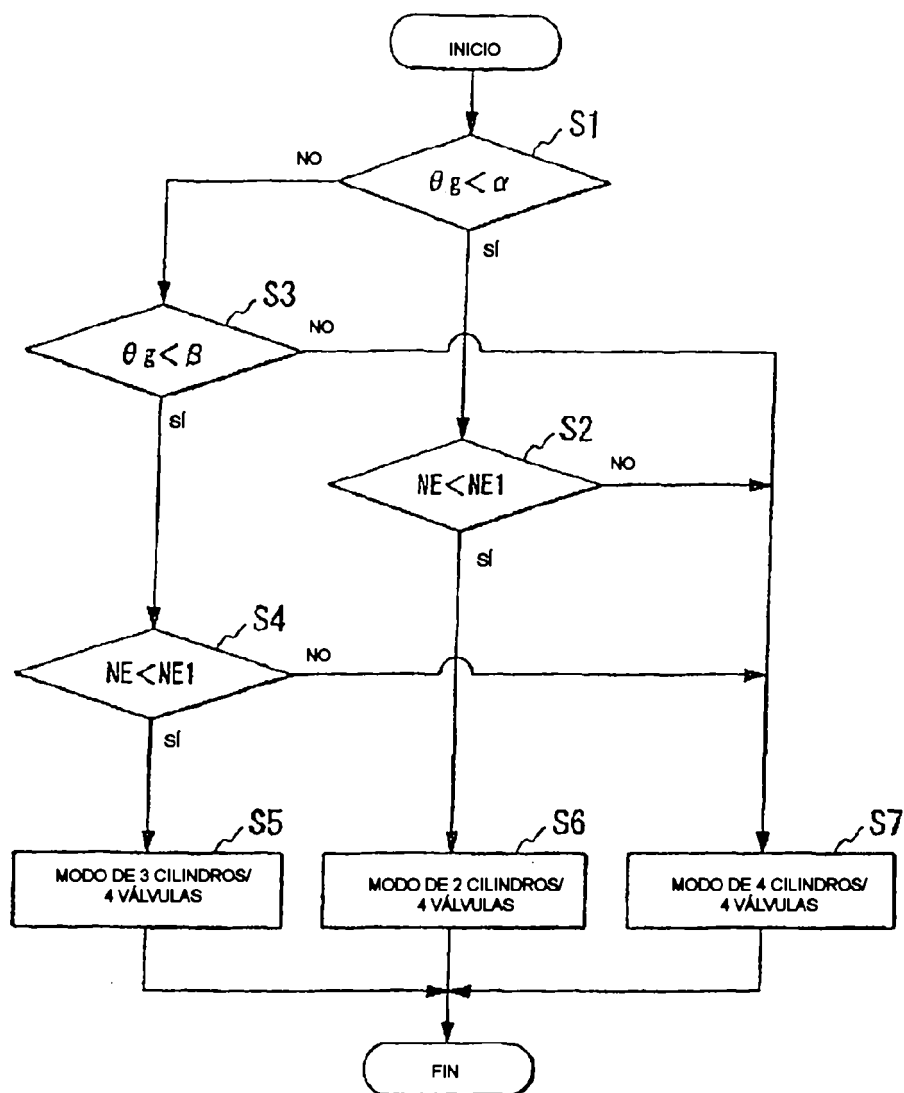 INICIO
S1
NO
θg<α
SÍ
S3
NO
θg<β
SÍ
S2
NE<NE1
NO
SÍ
S4
NE<NE1
NO
SÍ
S5
MODO DE 3 CILINDROS/
4 VÁLVULAS
S6
MODO DE 2 CILINDROS/
4 VÁLVULAS
S7
MODO DE 4 CILINDROS/
4 VÁLVULAS
FIN